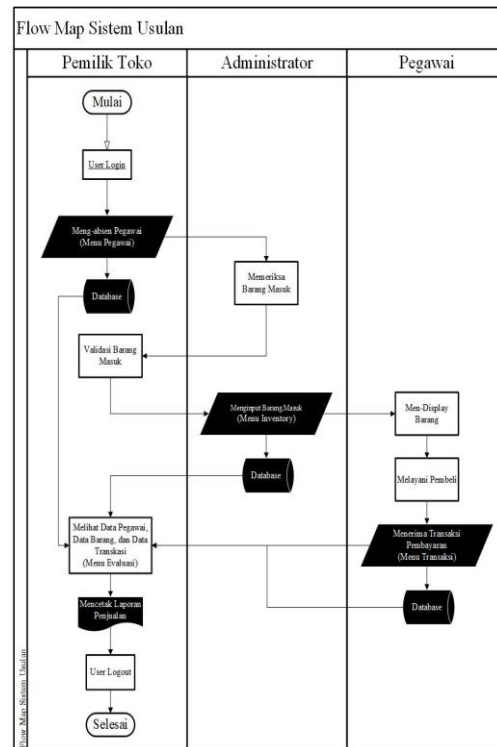 Flow Map Sistem Usulan
Pemilik Toko
Administrator
Pegawai
Mulai
User Login
Meng-absen Pegawai
(Menu Pegawai)
Database
Memeriksa
Barang Masuk
Validasi Barang
Masuk
Menginput Barang Masuk
(Menu Inventory)
Men-Display
Barang
Database
Melayani Pembeli
Melihat Data Pegawai,
Data Barang, dan Data
Transkasi
(Menu Evaluasi)
Menerima Transaksi
Pembayaran
(Menu Transaksi)
Mencetak Laporan
Penjualan
Database
User Logout
Selesai
Flow Map Sistem Usulan